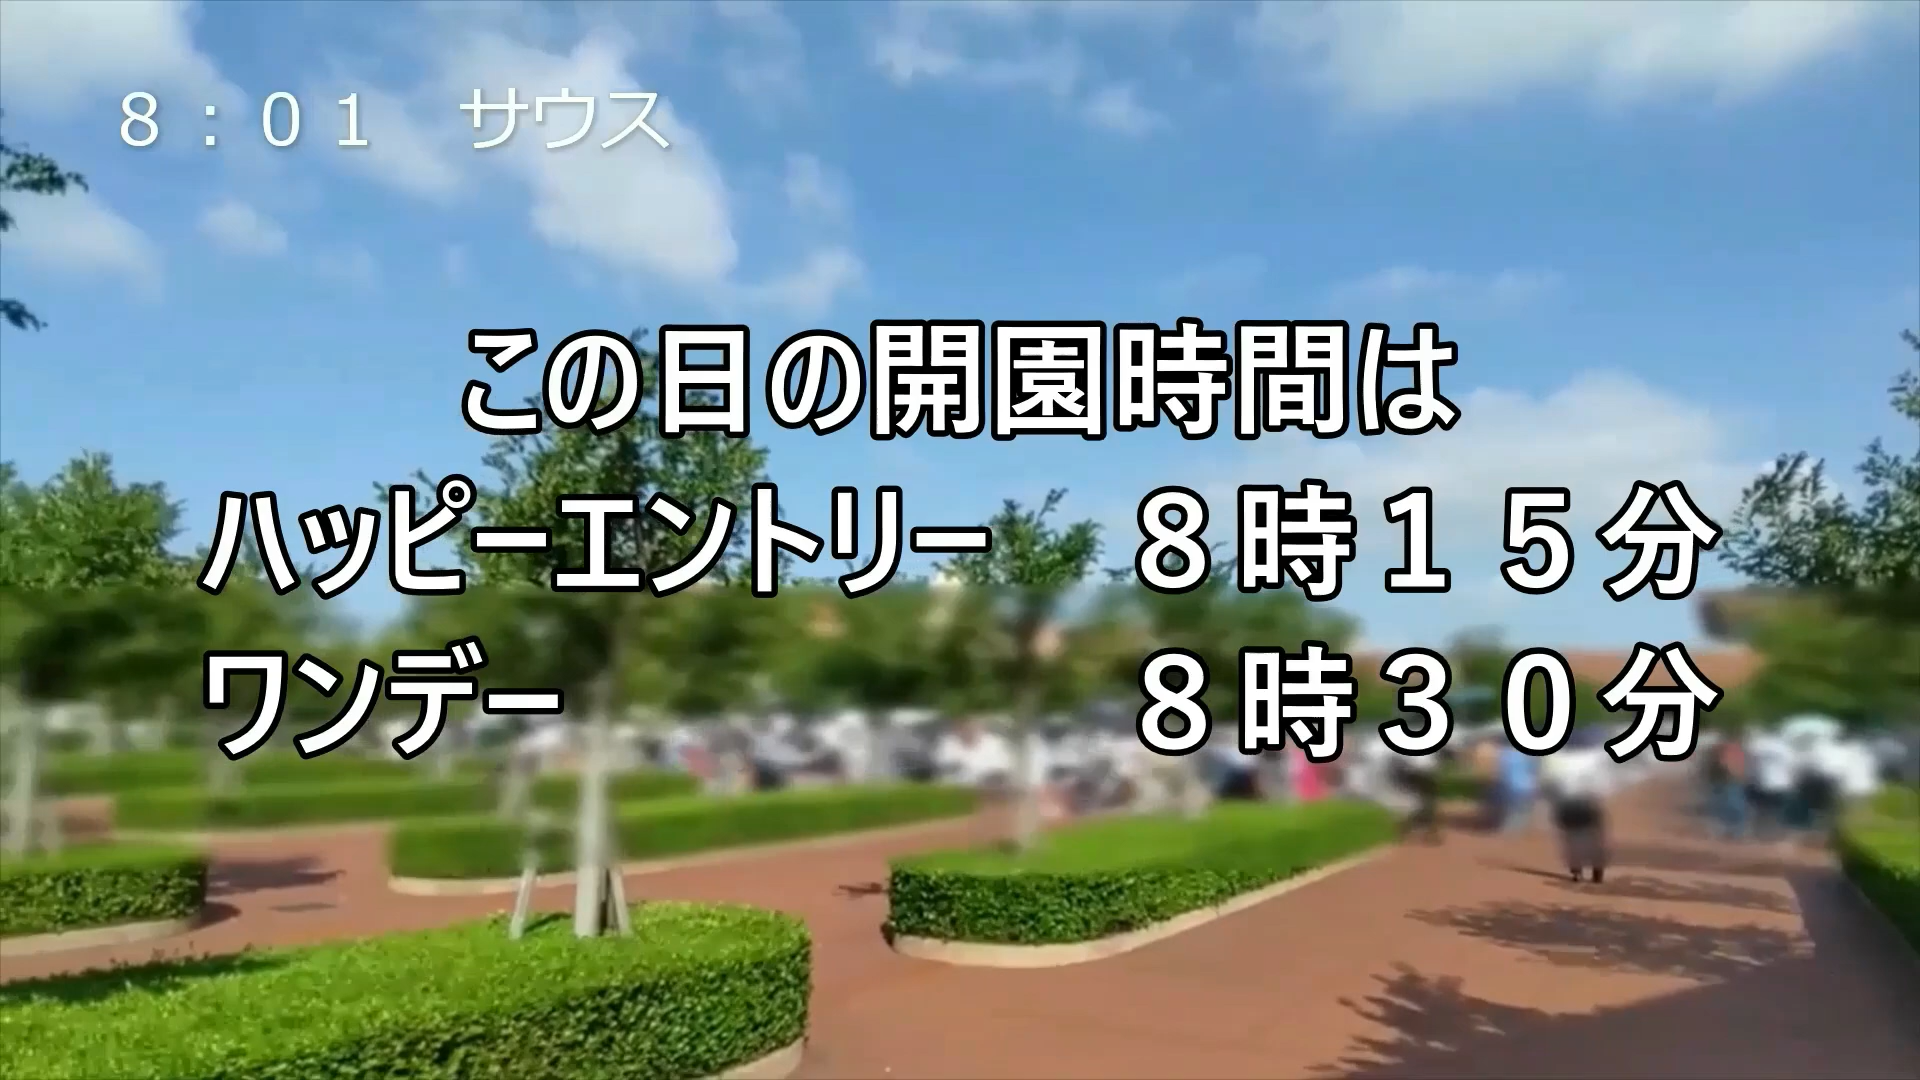 ８：０１　サウス
この日の開園時間は
ハッピーエントリー　８時１５分
ワンデー　８時３０分